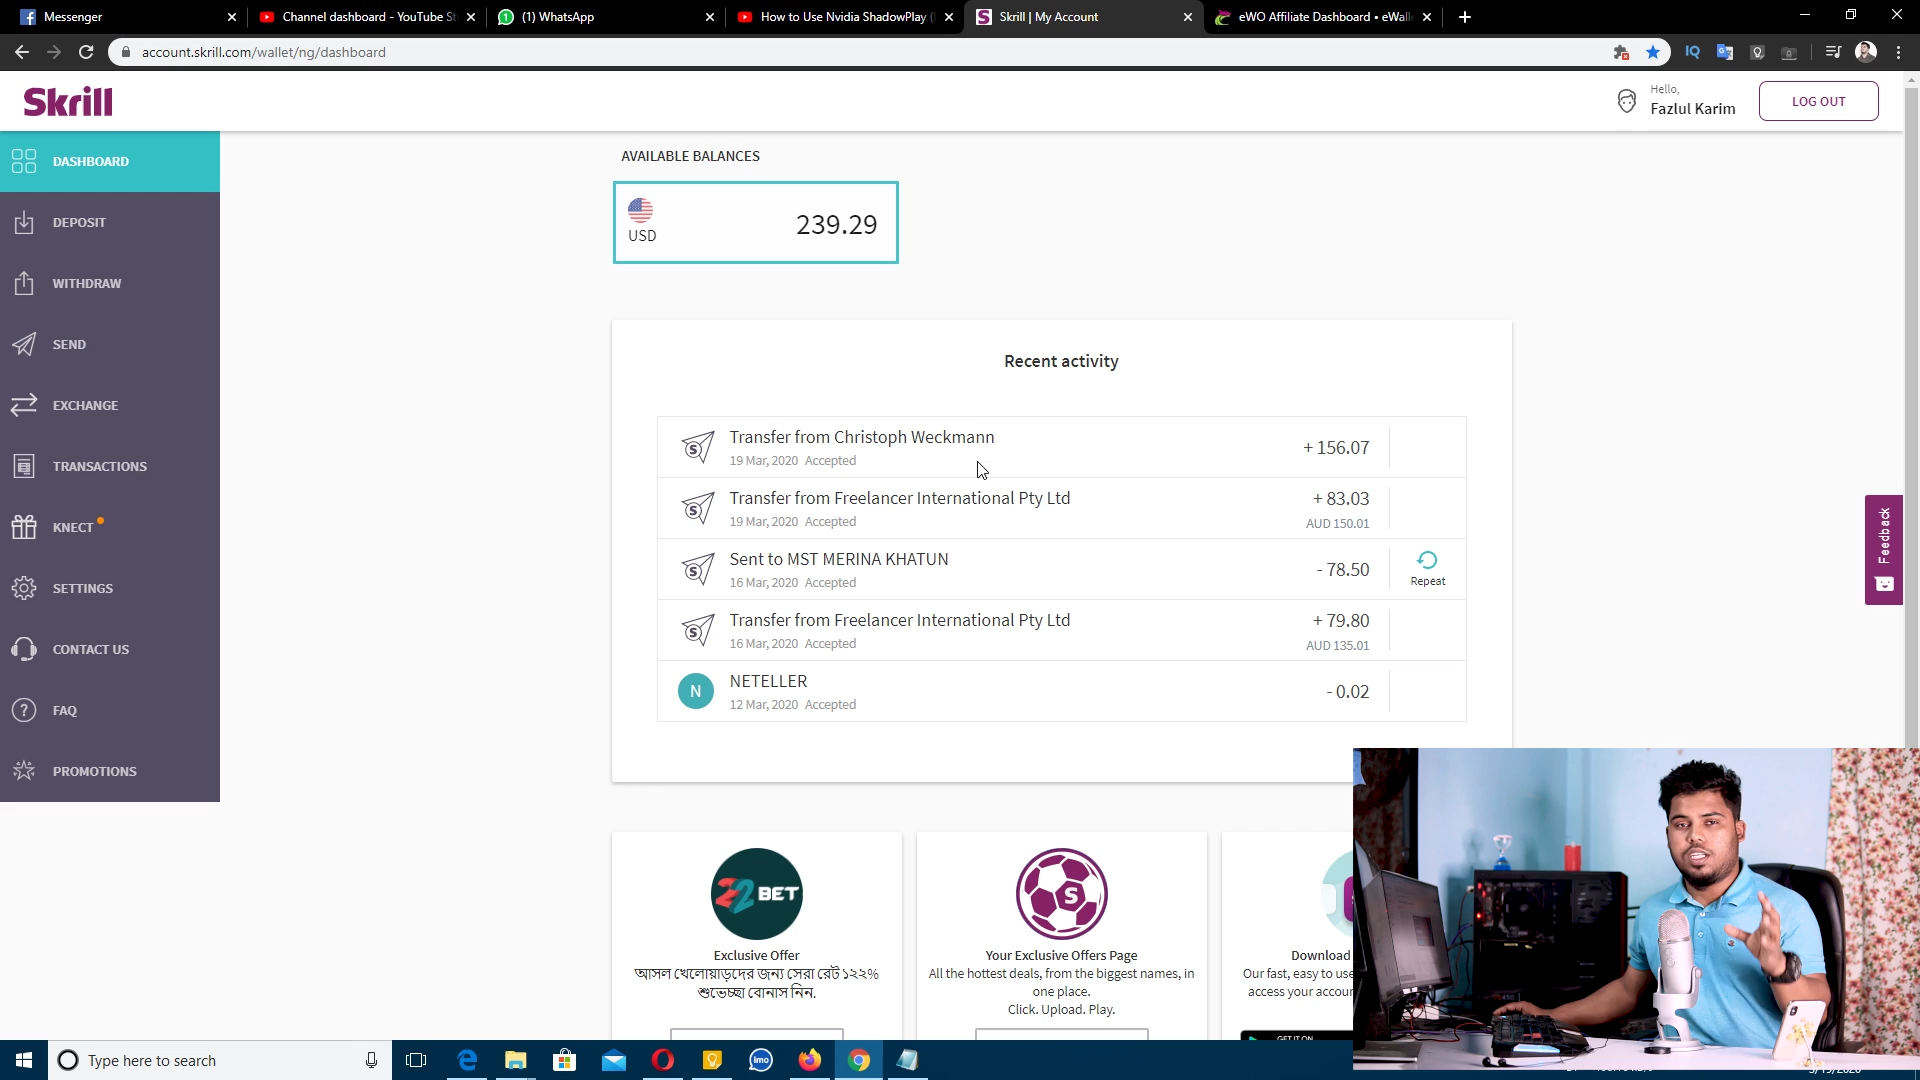 Messenger
Channel dashboard - YouTube St
(1) WhatsApp
How to Use Nvidia ShadowPlay (
Skrill | My Account
eWO Affiliate Dashboard • eWall
account.skrill.com/wallet/ng/dashboard
Skrill
Hello,
Fazlul Karim
LOG OUT
DASHBOARD
DEPOSIT
WITHDRAW
SEND
EXCHANGE
TRANSACTIONS
KNECT
SETTINGS
CONTACT US
FAQ
PROMOTIONS
AVAILABLE BALANCES
USD
239.29
Recent activity
Transfer from Christoph Weckmann
19 Mar, 2020 Accepted
+ 156.07
Transfer from Freelancer International Pty Ltd
19 Mar, 2020 Accepted
+ 83.03
AUD 150.01
Sent to MST MERINA KHATUN
16 Mar, 2020 Accepted
- 78.50
Repeat
Transfer from Freelancer International Pty Ltd
16 Mar, 2020 Accepted
+ 79.80
AUD 135.01
N
NETELLER
12 Mar, 2020 Accepted
- 0.02
Feedback
22 BET
Exclusive Offer
আসল খেলোয়াড়দের জন্য সেরা রেট ১২২%
শুভেচ্ছা বোনাস নিন.
S
Your Exclusive Offers Page
All the hottest deals, from the biggest names, in
one place.
Click. Upload. Play.
Download
Our fast, easy to use
access your accoun
GET IT ON
Type here to search
imo